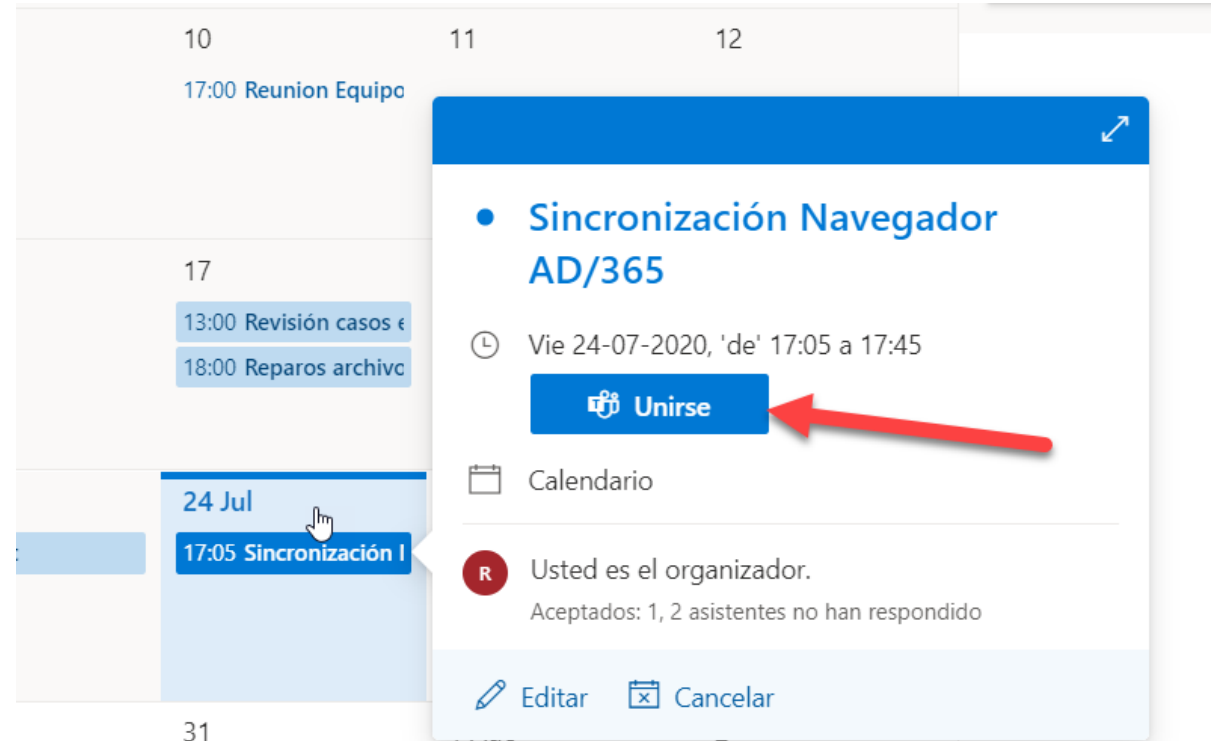 10
11
12
17:00 Reunion Equipo
Sincronización Navegador
AD/365
17
13:00 Revisión casos e
18:00 Reparos archivo
Vie 24-07-2020, 'de' 17:05 a 17:45
Unirse
Calendario
24 Jul
17:05 Sincronización
Usted es el organizador.
R
Aceptados: 1, 2 asistentes no han respondido
Editar
Cancelar
31